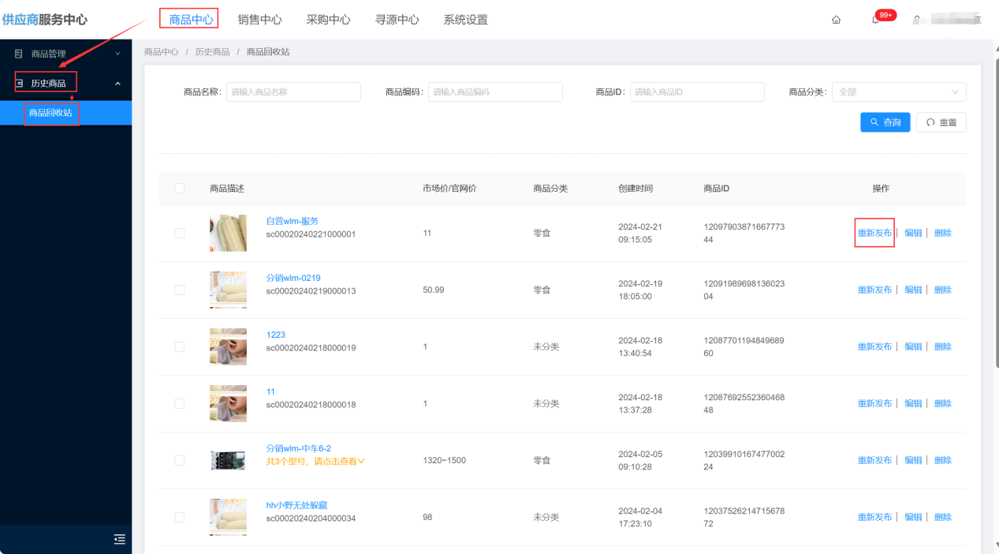 供应商服务中心
商品中心 销售中心 采购中心 寻源中心 系统设置
99+
商品管理
历史商品
商品回收站
商品中心 / 历史商品 / 商品回收站
商品名称: 请输入商品名称 商品编码: 请输入商品编码 商品ID: 请输入商品ID 商品分类: 全部
查询 重置
商品描述 市场价/官网价 商品分类 创建时间 商品ID 操作
自营wlm-服务
sc00020240221000001
11
零食
2024-02-21
09:15:05
12097903871667773
44
重新发布 | 编辑 | 删除
分销wlm-0219
sc00020240219000013
50.99
零食
2024-02-19
18:05:00
12091989698136023
04
重新发布 | 编辑 | 删除
1223
sc00020240218000019
1
未分类
2024-02-18
13:40:54
12087701194849689
60
重新发布 | 编辑 | 删除
11
sc00020240218000018
1
未分类
2024-02-18
13:37:28
12087692552360468
48
重新发布 | 编辑 | 删除
分销wlm-中车6-2
共3个型号，请点击查看
1320~1500
零食
2024-02-05
09:10:28
12039910167477002
24
重新发布 | 编辑 | 删除
hh小野无处躲藏
sc00020240204000034
98
未分类
2024-02-04
17:23:10
12037526214715678
72
重新发布 | 编辑 | 删除